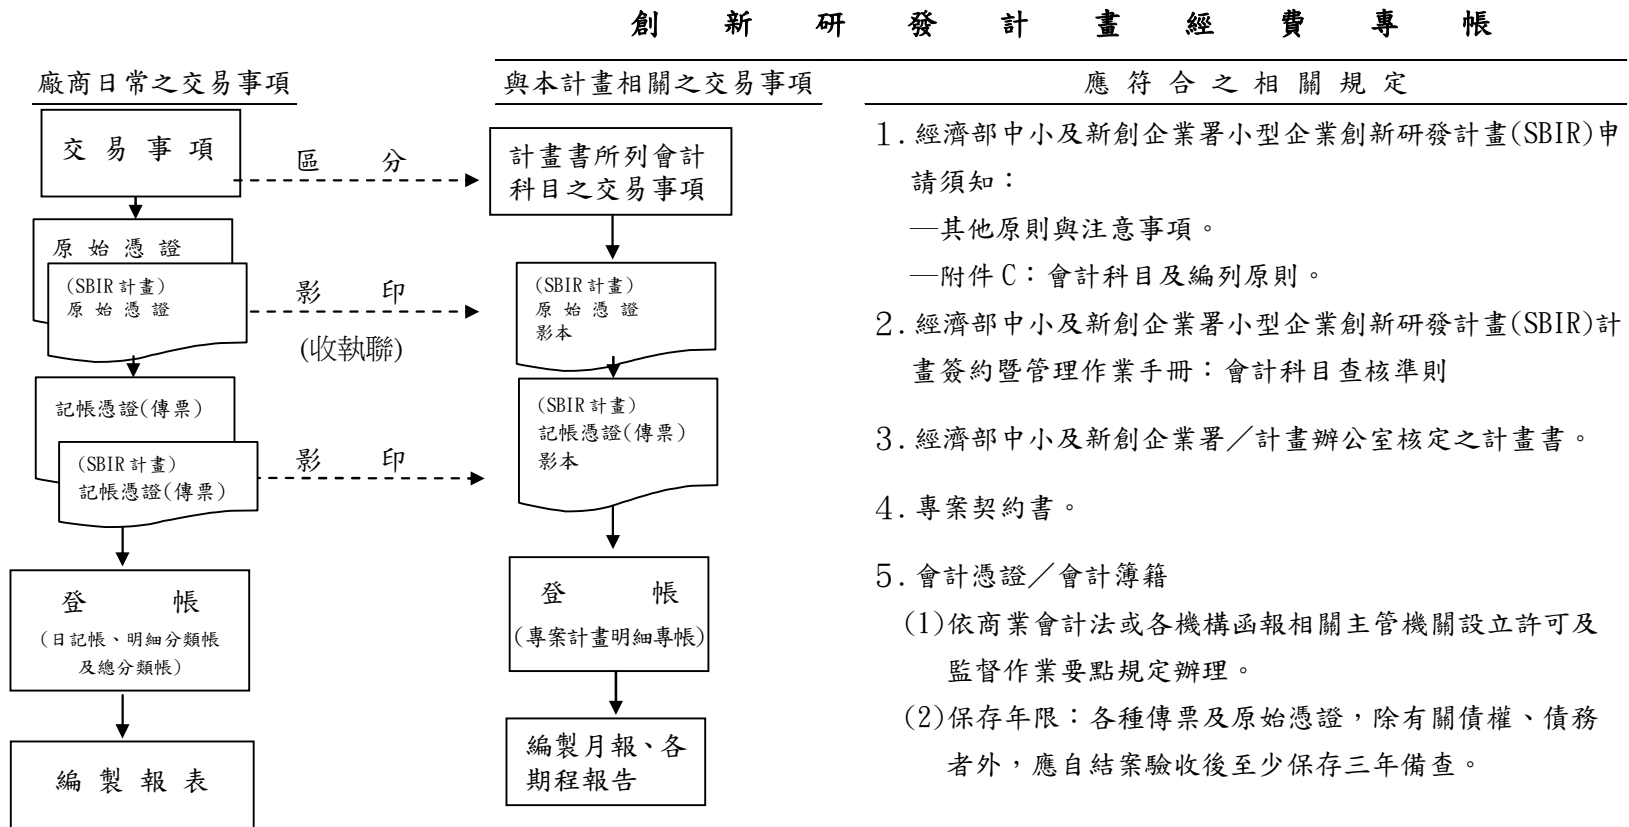 創新研發計畫經費專帳
廠商日常之交易事項
交易事項
原始憑證
(SBIR 計畫)
原始憑證
記帳憑證(傳票)
(SBIR 計畫)
記帳憑證(傳票)
登帳
(日記帳、明細分類帳
及總分類帳)
編製報表
區分
影印
(收執聯)
影印
與本計畫相關之交易事項
計畫書所列會計
科目之交易事項
(SBIR 計畫)
原始憑證
影本
(SBIR 計畫)
記帳憑證(傳票)
影本
登帳
(專案計畫明細專帳)
編製月報、各
期程報告
應符合之相關規定
1.經濟部中小及新創企業署小型企業創新研發計畫(SBIR)申
請須知：
—其他原則與注意事項。
—附件 C：會計科目及編列原則。
2.經濟部中小及新創企業署小型企業創新研發計畫(SBIR)計
畫簽約暨管理作業手冊：會計科目查核準則
3.經濟部中小及新創企業署／計畫辦公室核定之計畫書。
4.專案契約書。
5.會計憑證／會計簿籍
(1)依商業會計法或各機構函報相關主管機關設立許可及
監督作業要點規定辦理。
(2)保存年限：各種傳票及原始憑證，除有關債權、債務
者外，應自結案驗收後至少保存三年備查。